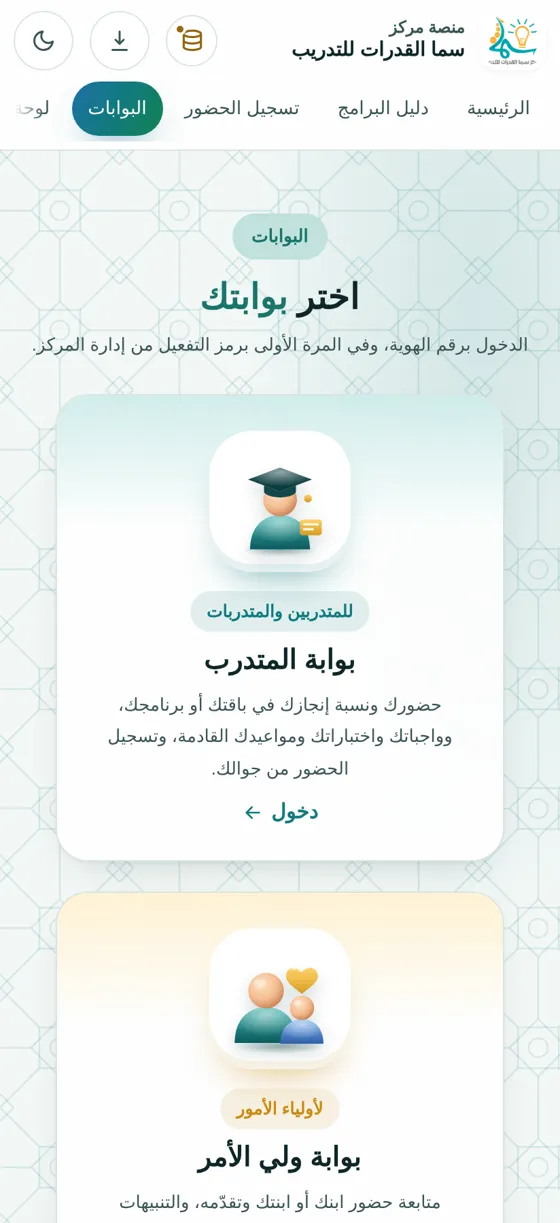 منصة مركز
سما القدرات للتدريب
الرئيسية
دليل البرامج
تسجيل الحضور
البوابات
لوحة
البوابات
اختر بوابتك
الدخول برقم الهوية، وفي المرة الأولى برمز التفعيل من إدارة المركز.
للمتدربين والمتدربات
بوابة المتدرب
حضورك ونسبة إنجازك في باقتك أو برنامجك،
وواجباتك واختباراتك ومواعيدك القادمة، وتسجيل
الحضور من جوالك.
دخول ←
لأولياء الأمور
بوابة ولي الأمر
متابعة حضور ابنك أو ابنتك وتقدّمه، والتنبيهات